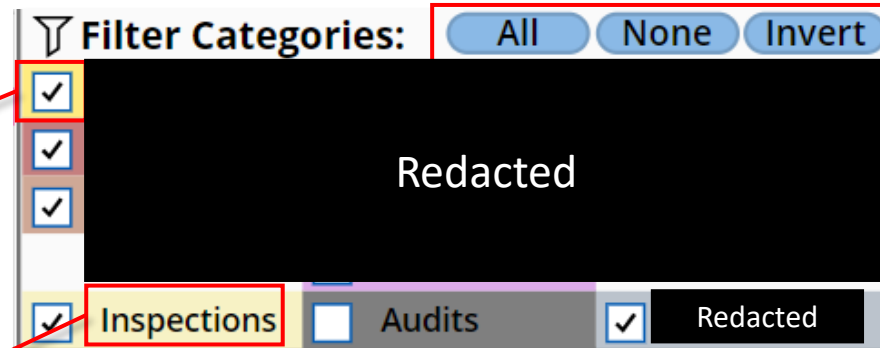 Filter Categories: All None Invert
Redacted
Inspections Audits Redacted